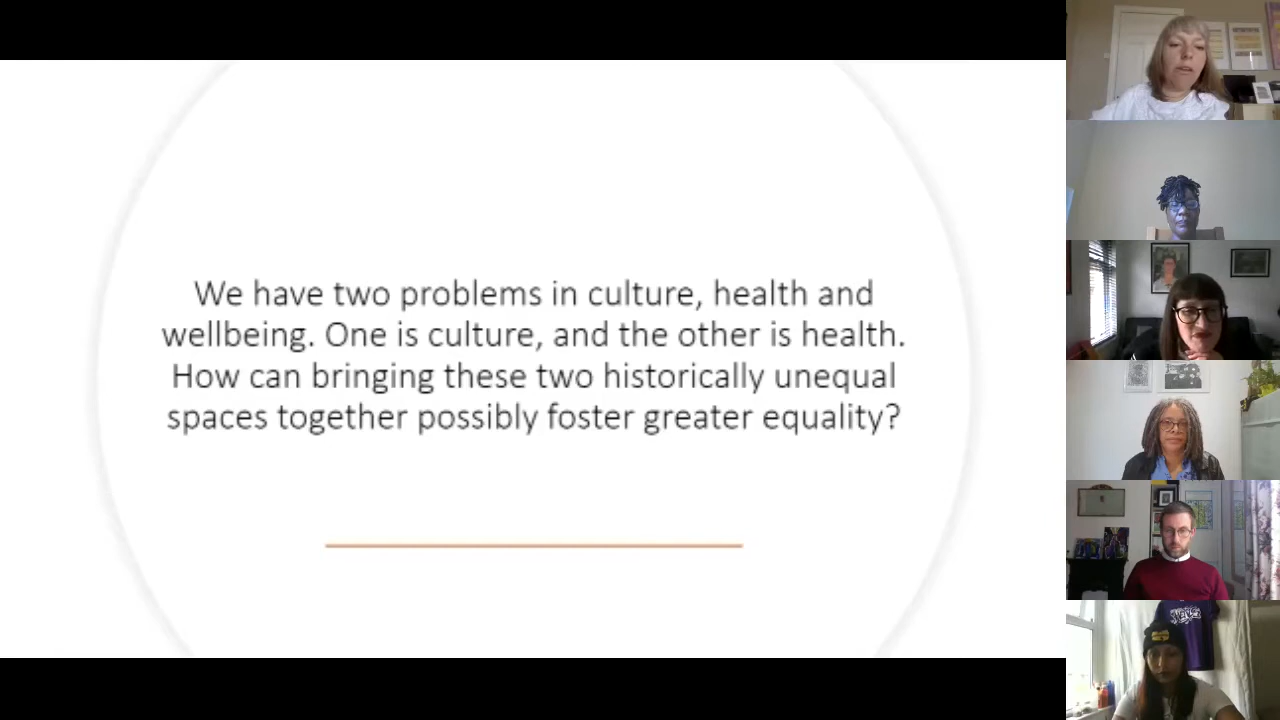 We have two problems in culture, health and
wellbeing. One is culture, and the other is health.
How can bringing these two historically unequal
spaces together possibly foster greater equality?